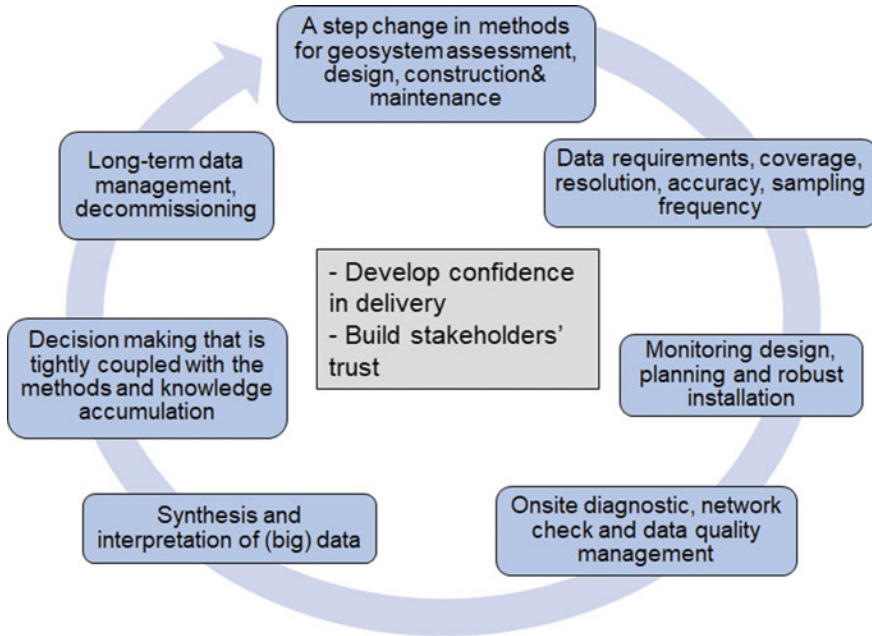 A step change in methods
for geosystem assessment,
design, construction&
maintenance
Data requirements, coverage,
resolution, accuracy, sampling
frequency
Monitoring design,
planning and robust
installation
Onsite diagnostic, network
check and data quality
management
Synthesis and
interpretation of (big) data
Decision making that is
tightly coupled with the
methods and knowledge
accumulation
Long-term data
management,
decommissioning
- Develop confidence
in delivery
- Build stakeholders’
trust